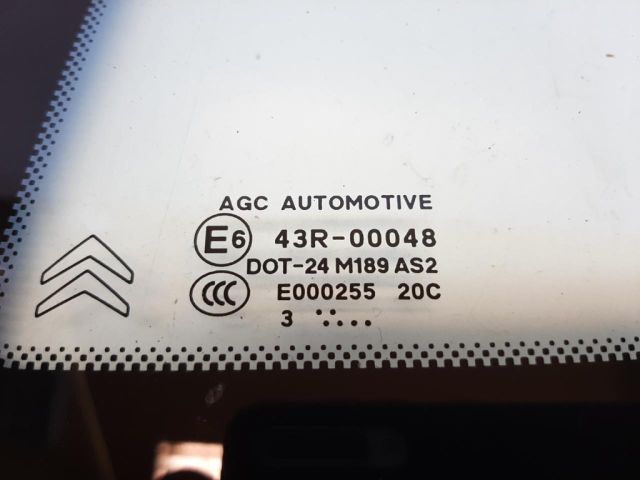 AGC AUTOMOTIVE
E6 43R-00048
DOT-24 M189 AS2
CCC E000255 20C
3 ⁚⁚....